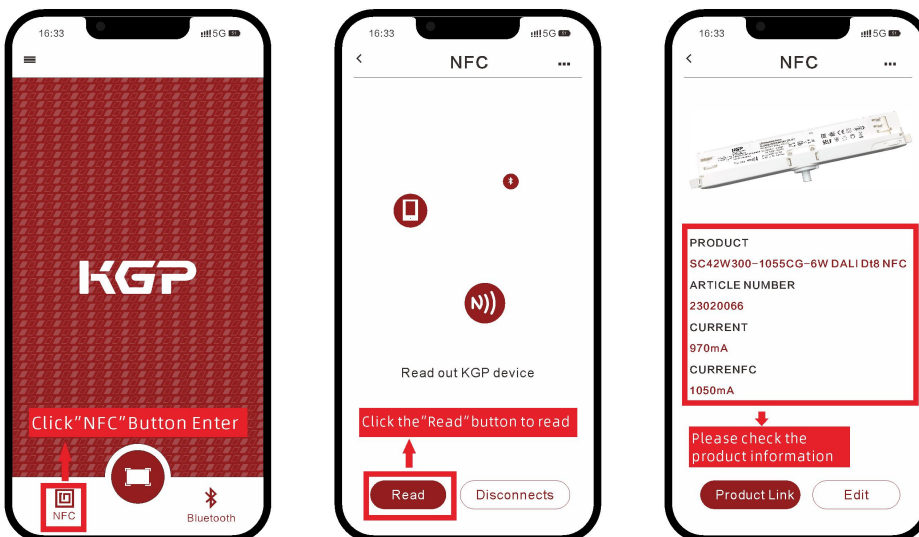 16:33
5G
KGP
Click"NFC"Button Enter
NFC
Bluetooth
16:33
5G
NFC
Read out KGP device
Click the"Read"button to read
Read
Disconnects
16:33
5G
NFC
KGP
PRODUCT
SC42W300-1055CG-6W DALI Dt8 NFC
ARTICLE NUMBER
23020066
CURRENT
970mA
CURRENFC
1050mA
Please check the
product information
Product Link
Edit